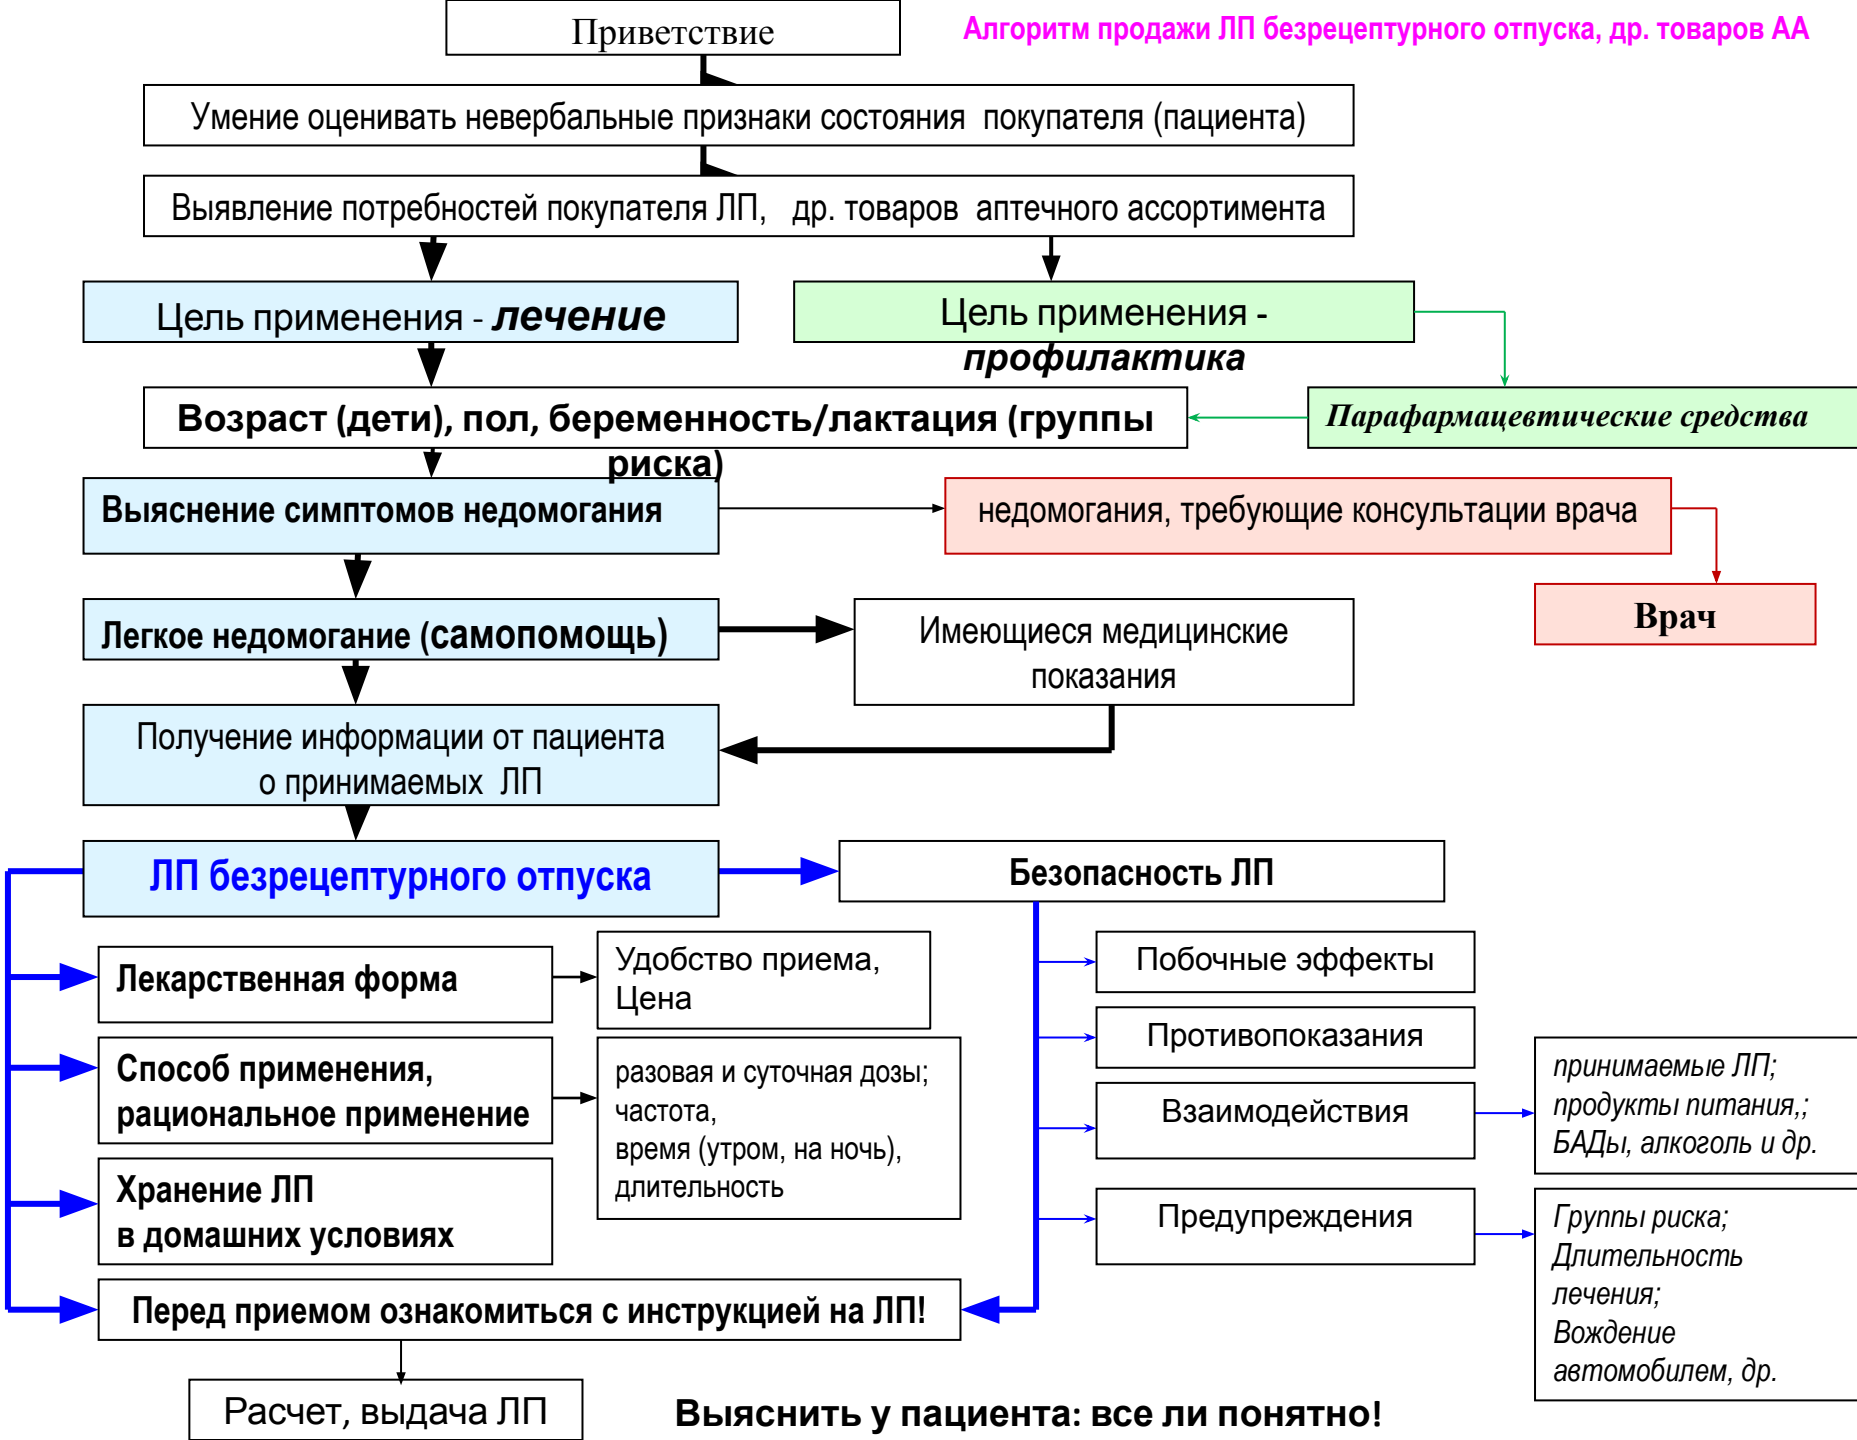 Приветствие
Алгоритм продажи ЛП безрецептурного отпуска, др. товаров АА
Умение оценивать невербальные признаки состояния покупателя (пациента)
Выявление потребностей покупателя ЛП, др. товаров аптечного ассортимента
Цель применения - лечение
Цель применения -
профилактика
Возраст (дети), пол, беременность/лактация (группы
риска)
Парафармацевтические средства
Выяснение симптомов недомогания
недомогания, требующие консультации врача
Врач
Легкое недомогание (самопомощь)
Имеющиеся медицинские
показания
Получение информации от пациента
о принимаемых ЛП
ЛП безрецептурного отпуска
Безопасность ЛП
Лекарственная форма
Удобство приема,
Цена
Способ применения,
рациональное применение
разовая и суточная дозы;
частота,
время (утром, на ночь),
длительность
Хранение ЛП
в домашних условиях
Побочные эффекты
Противопоказания
Взаимодействия
принимаемые ЛП;
продукты питания,;
БАДы, алкоголь и др.
Предупреждения
Группы риска;
Длительность
лечения;
Вождение
автомобилем, др.
Перед приемом ознакомиться с инструкцией на ЛП!
Расчет, выдача ЛП
Выяснить у пациента: все ли понятно!